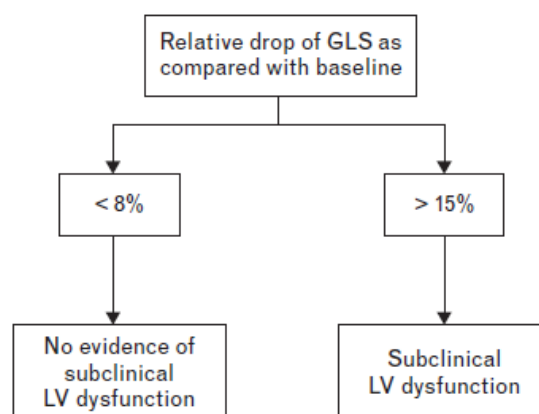 Relative drop of GLS as
compared with baseline
< 8%
> 15%
No evidence of
subclinical
LV dysfunction
Subclinical
LV dysfunction